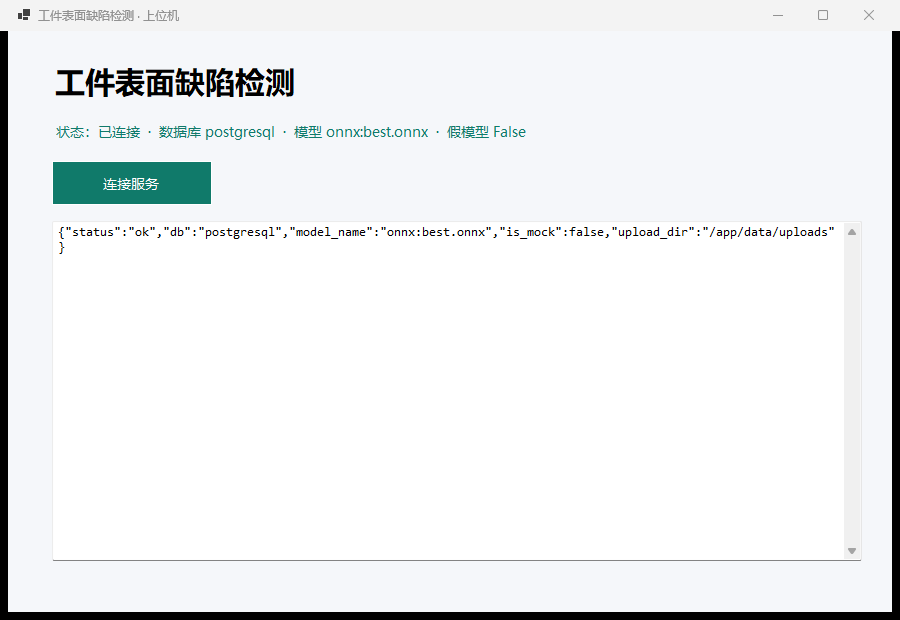 工件表面缺陷检测 · 上位机
工件表面缺陷检测
状态：已连接 · 数据库 postgresql · 模型 onnx:best.onnx · 假模型 False
连接服务
{"status":"ok","db":"postgresql","model_name":"onnx:best.onnx","is_mock":false,"upload_dir":"/app/data/uploads"
}